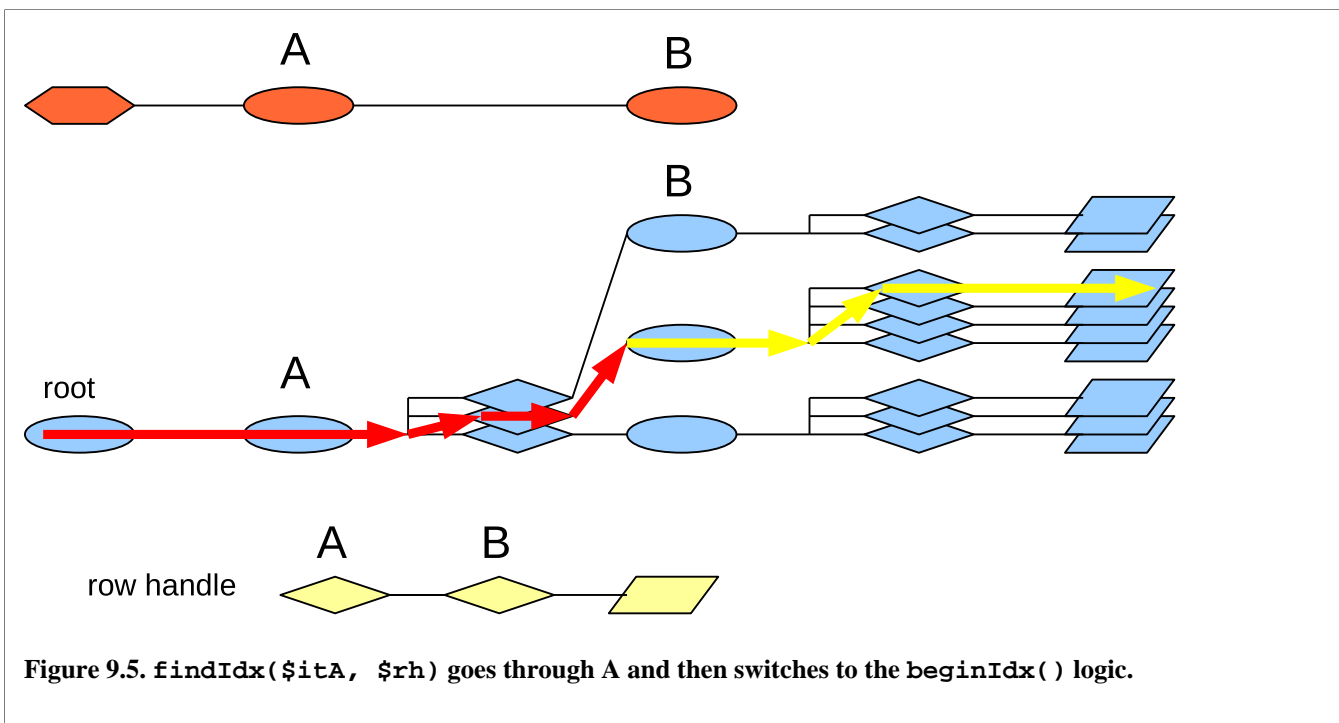 A
B
B
A
root
A
B
row handle
Figure 9.5. findIdx($itA, $rh) goes through A and then switches to the beginIdx() logic.